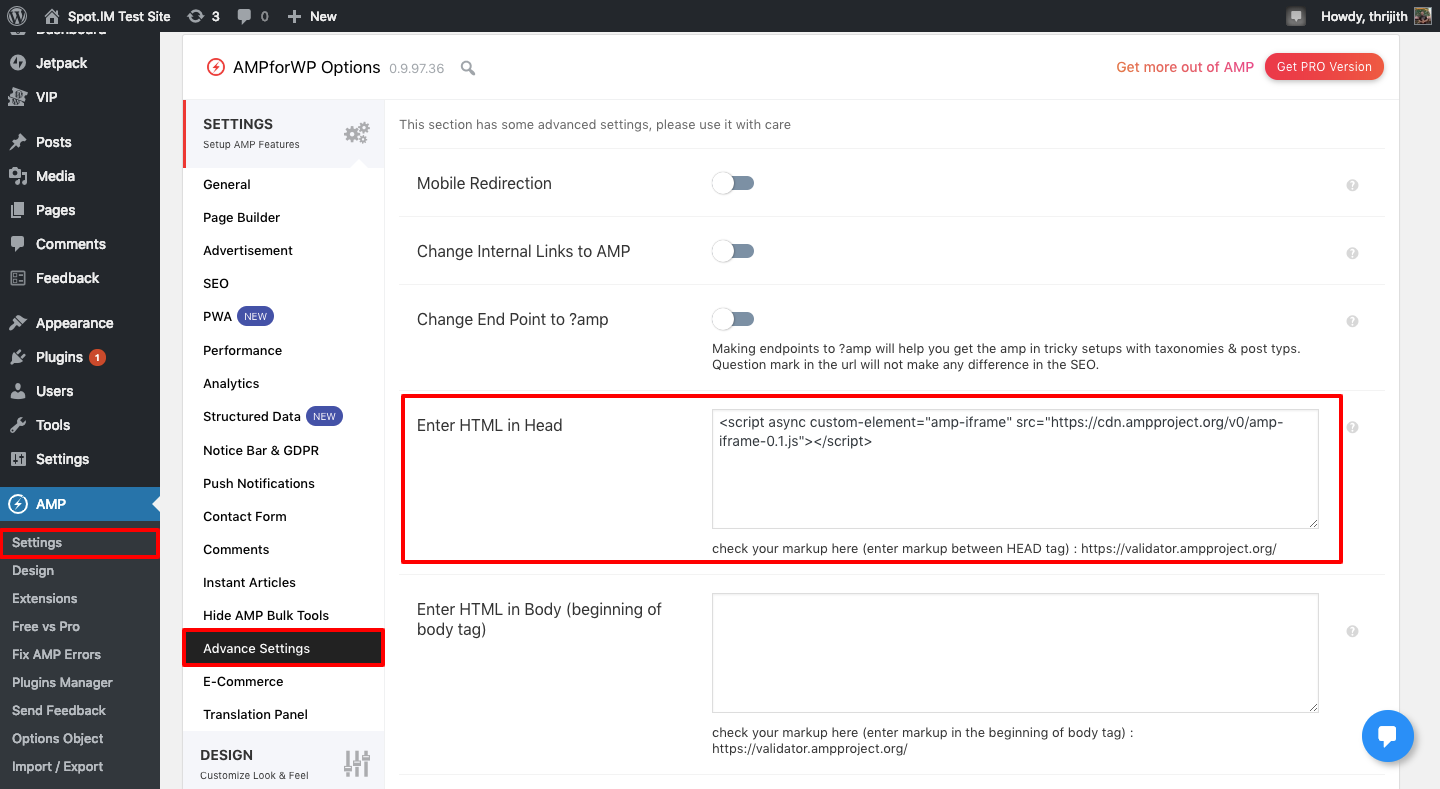 Spot.IM Test Site
3
0
New
Howdy, thrijith
Dashboard
Jetpack
VIP
Posts
Media
Pages
Comments
Feedback
Appearance
Plugins 1
Users
Tools
Settings
AMP
Settings
Design
Extensions
Free vs Pro
Fix AMP Errors
Plugins Manager
Send Feedback
Options Object
Import / Export
AMPforWP Options 0.9.97.36
Get more out of AMP
Get PRO Version
SETTINGS
Setup AMP Features
General
Page Builder
Advertisement
SEO
PWA NEW
Performance
Analytics
Structured Data NEW
Notice Bar & GDPR
Push Notifications
Contact Form
Comments
Instant Articles
Hide AMP Bulk Tools
Advance Settings
E-Commerce
Translation Panel
DESIGN
Customize Look & Feel
This section has some advanced settings, please use it with care
Mobile Redirection
?
Change Internal Links to AMP
?
Change End Point to ?amp
?
Making endpoints to ?amp will help you get the amp in tricky setups with taxonomies & post typs.
Question mark in the url will not make any difference in the SEO.
Enter HTML in Head
<script async custom-element="amp-iframe" src="https://cdn.ampproject.org/v0/amp-
iframe-0.1.js"></script>
?
check your markup here (enter markup between HEAD tag) : https://validator.ampproject.org/
Enter HTML in Body (beginning of
body tag)
?
check your markup here (enter markup in the beginning of body tag) :
https://validator.ampproject.org/